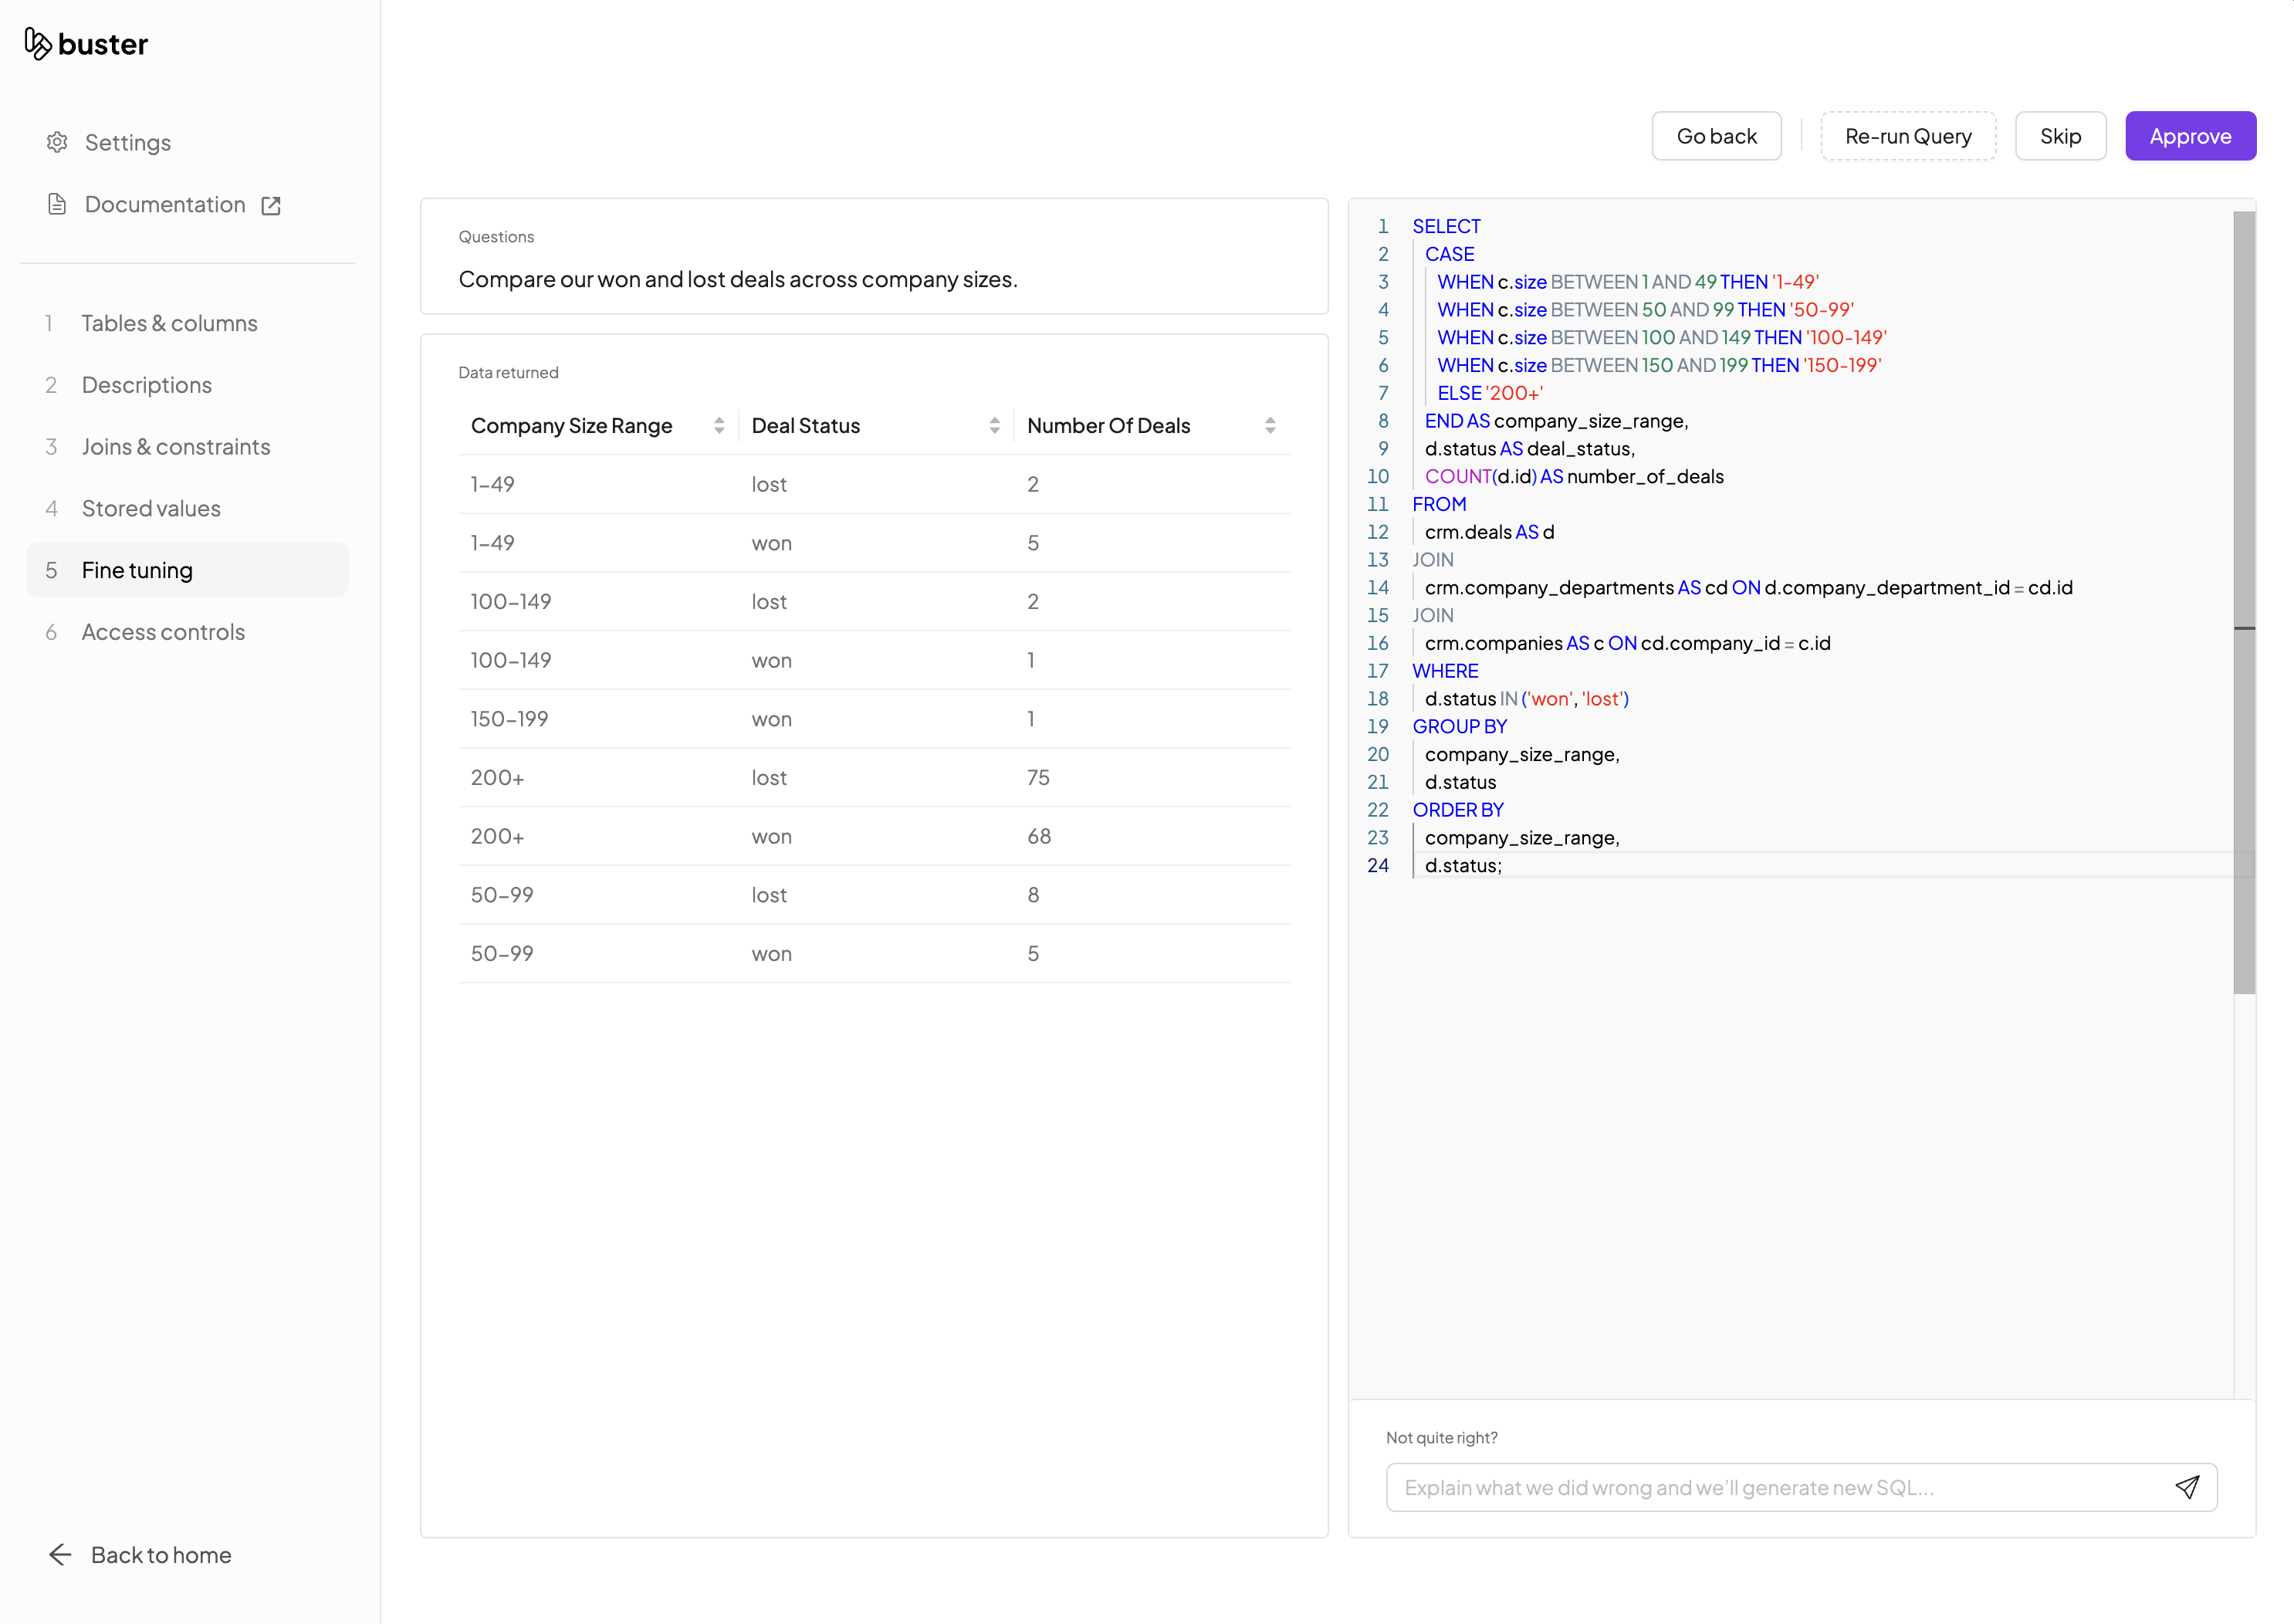 buster
Settings
Documentation
1 Tables & columns
2 Descriptions
3 Joins & constraints
4 Stored values
5 Fine tuning
6 Access controls
Back to home
Go back
Re-run Query
Skip
Approve
Questions
Compare our won and lost deals across company sizes.
Data returned
Company Size Range Deal Status Number Of Deals
1-49 lost 2
1-49 won 5
100-149 lost 2
100-149 won 1
150-199 won 1
200+ lost 75
200+ won 68
50-99 lost 8
50-99 won 5
1 SELECT
2 CASE
3 WHEN c.size BETWEEN 1 AND 49 THEN '1-49'
4 WHEN c.size BETWEEN 50 AND 99 THEN '50-99'
5 WHEN c.size BETWEEN 100 AND 149 THEN '100-149'
6 WHEN c.size BETWEEN 150 AND 199 THEN '150-199'
7 ELSE '200+'
8 END AS company_size_range,
9 d.status AS deal_status,
10 COUNT(d.id) AS number_of_deals
11 FROM
12 crm.deals AS d
13 JOIN
14 crm.company_departments AS cd ON d.company_department_id = cd.id
15 JOIN
16 crm.companies AS c ON cd.company_id = c.id
17 WHERE
18 d.status IN ('won', 'lost')
19 GROUP BY
20 company_size_range,
21 d.status
22 ORDER BY
23 company_size_range,
24 d.status;
Not quite right?
Explain what we did wrong and we'll generate new SQL...